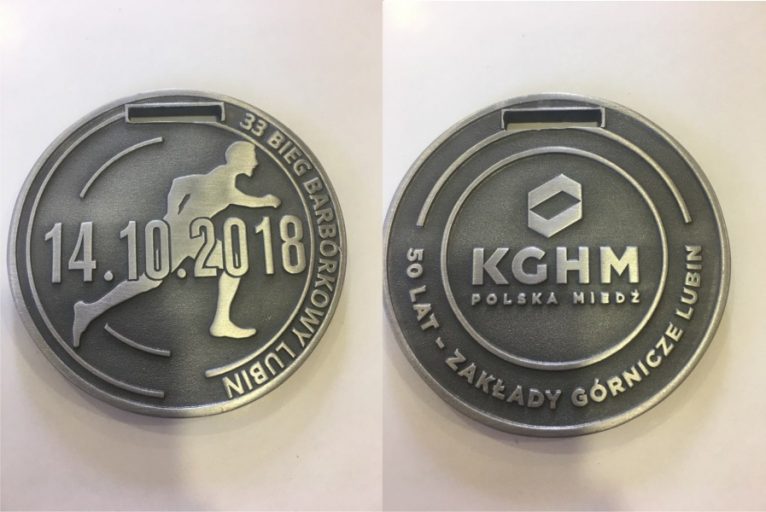 33 BIEG BARBÓRKOWY LUBIN
14.10.2018
KGHM
POLSKA MIEDŹ
50 LAT - ZAKŁADY GÓRNICZE LUBIN